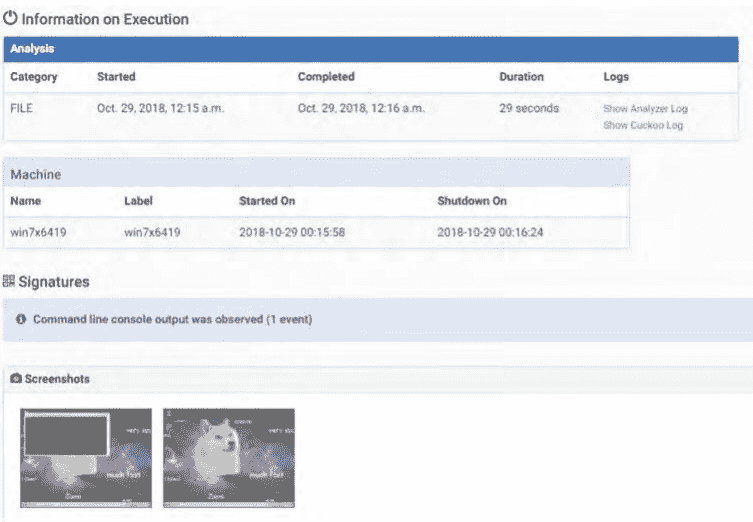 Information on Execution
Analysis
Category Started Completed Duration Logs
FILE Oct. 29, 2018, 12:15 a.m. Oct. 29, 2018, 12:16 a.m. 29 seconds Show Analyzer Log
Show Cuckoo Log
Machine
Name Label Started On Shutdown On
win7x6419 win7x6419 2018-10-29 00:15:58 2018-10-29 00:16:24
Signatures
Command line console output was observed (1 event)
Screenshots